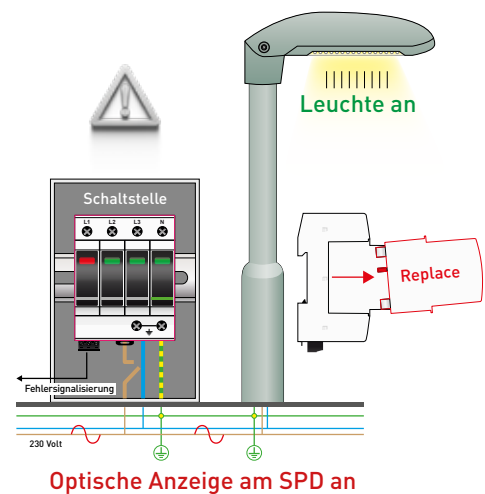 Leuchte an
Schaltstelle
L1 L2 L3 N
Replace
Fehlersignalisierung
230 Volt
Optische Anzeige am SPD an